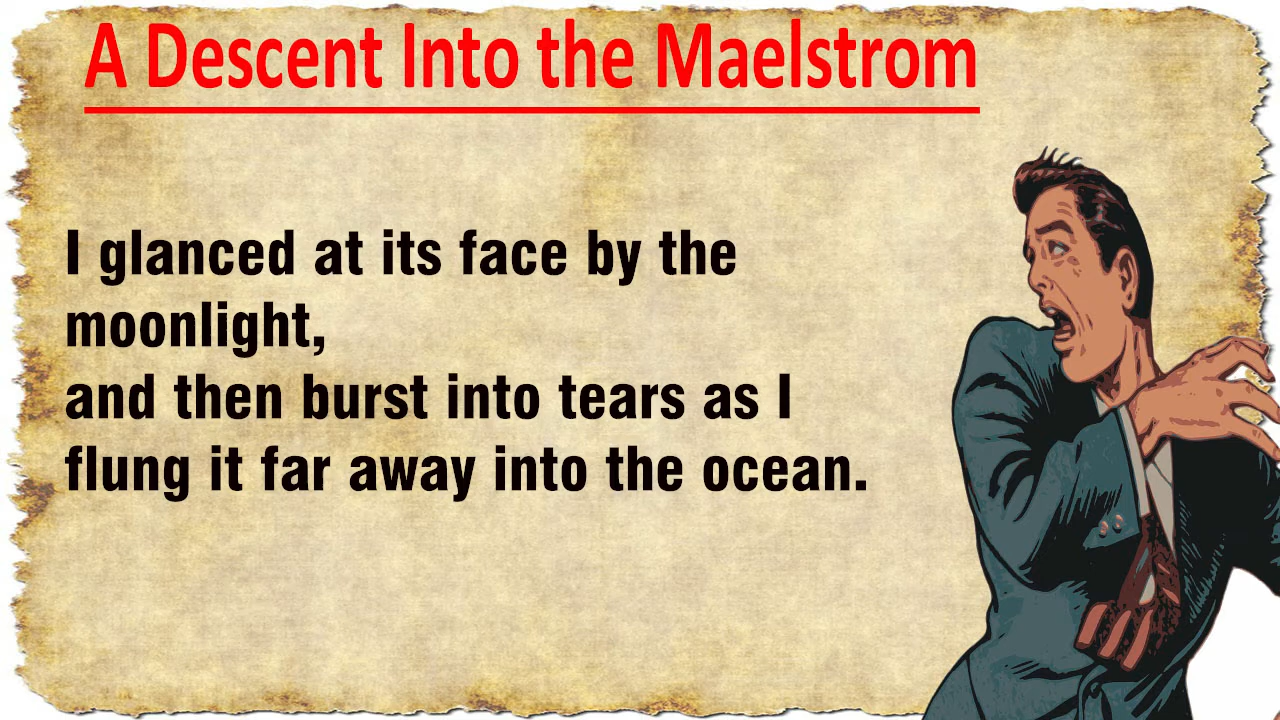 A Descent Into the Maelstrom
I glanced at its face by the
moonlight,
and then burst into tears as I
flung it far away into the ocean.